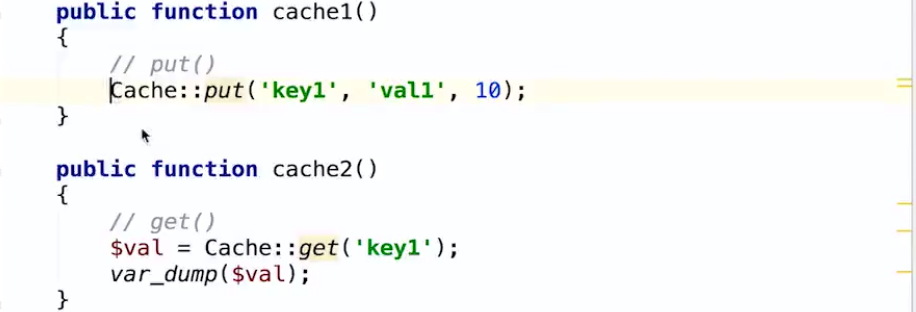 public function cache1()
{
// put()
Cache::put('key1', 'val1', 10);
}
public function cache2()
{
// get()
$val = Cache::get('key1');
var_dump($val);
}